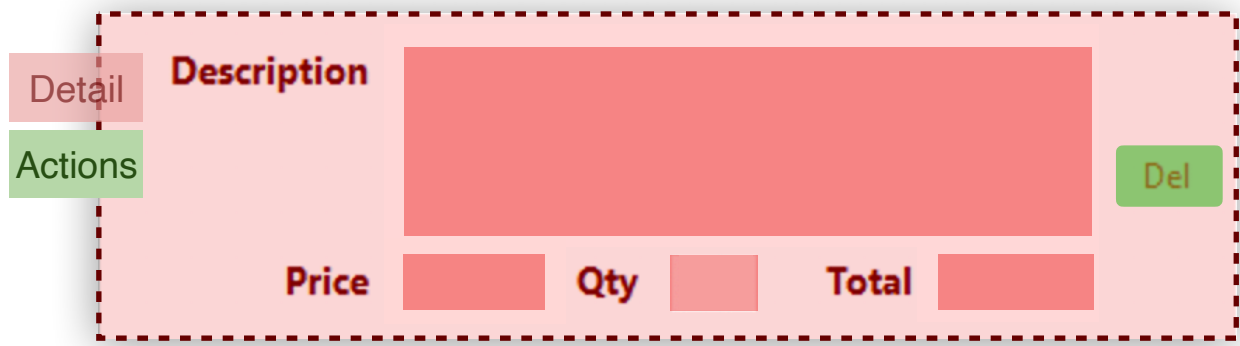 Description
Detail
Actions
Del
Price Qty Total